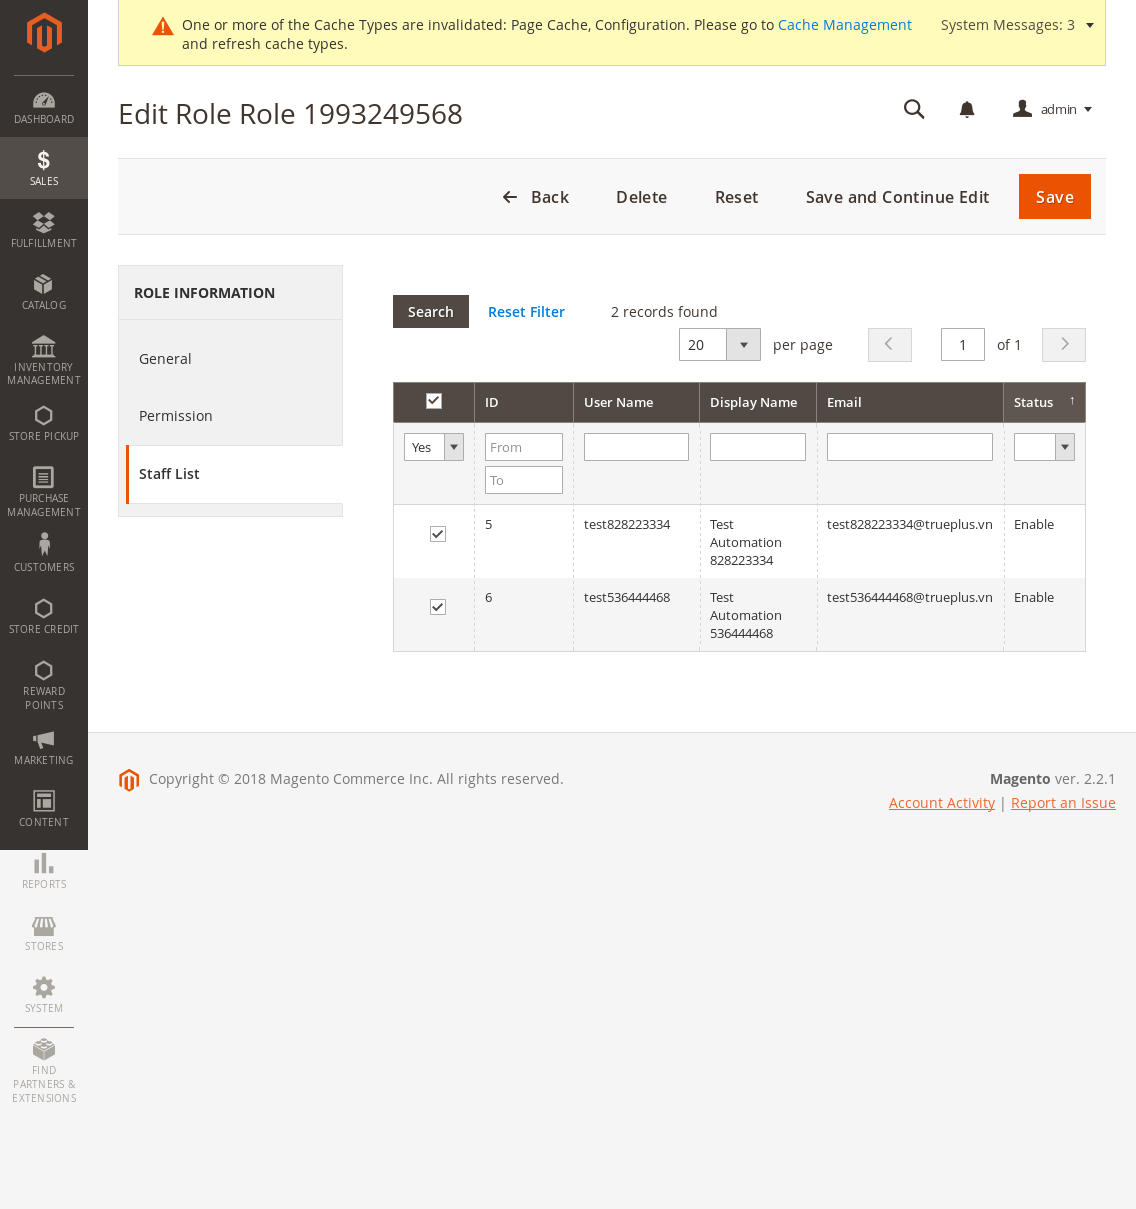 One or more of the Cache Types are invalidated: Page Cache, Configuration. Please go to Cache Management
and refresh cache types.
System Messages: 3
Edit Role Role 1993249568
admin
Back
Delete
Reset
Save and Continue Edit
Save
DASHBOARD
SALES
FULFILLMENT
CATALOG
INVENTORY
MANAGEMENT
STORE PICKUP
PURCHASE
MANAGEMENT
CUSTOMERS
STORE CREDIT
REWARD
POINTS
MARKETING
CONTENT
REPORTS
STORES
SYSTEM
FIND
PARTNERS &
EXTENSIONS
ROLE INFORMATION
General
Permission
Staff List
Search
Reset Filter
2 records found
20
per page
1
of 1
ID
User Name
Display Name
Email
Status ↑
Yes
From
To
5
test828223334
Test
Automation
828223334
test828223334@trueplus.vn
Enable
6
test536444468
Test
Automation
536444468
test536444468@trueplus.vn
Enable
Copyright © 2018 Magento Commerce Inc. All rights reserved.
Magento ver. 2.2.1
Account Activity | Report an Issue